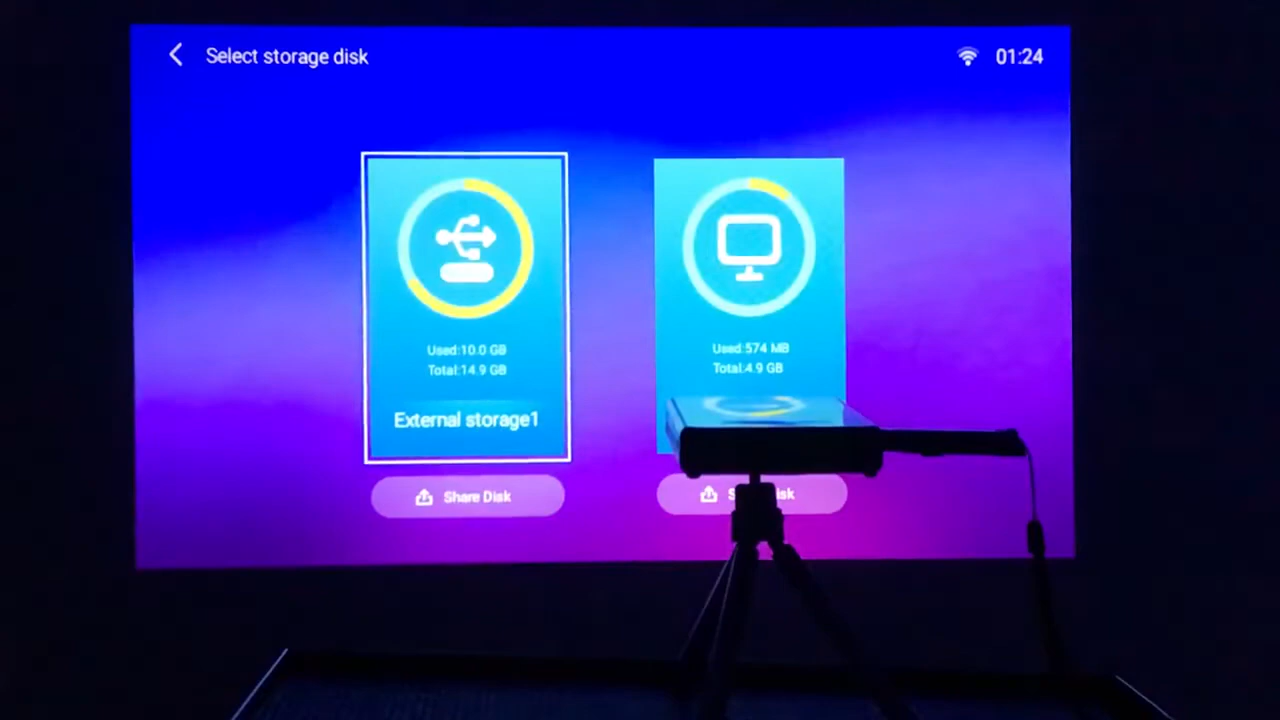 Select storage disk
01:24
Used:10.0 GB
Total:14.9 GB
External storage1
Share Disk
Used:574 MB
Total:4.9 GB